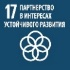 17 ПАРТНЕРСТВО
В ИНТЕРЕСАХ
УСТОЙЧИВОГО РАЗВИТИЯ